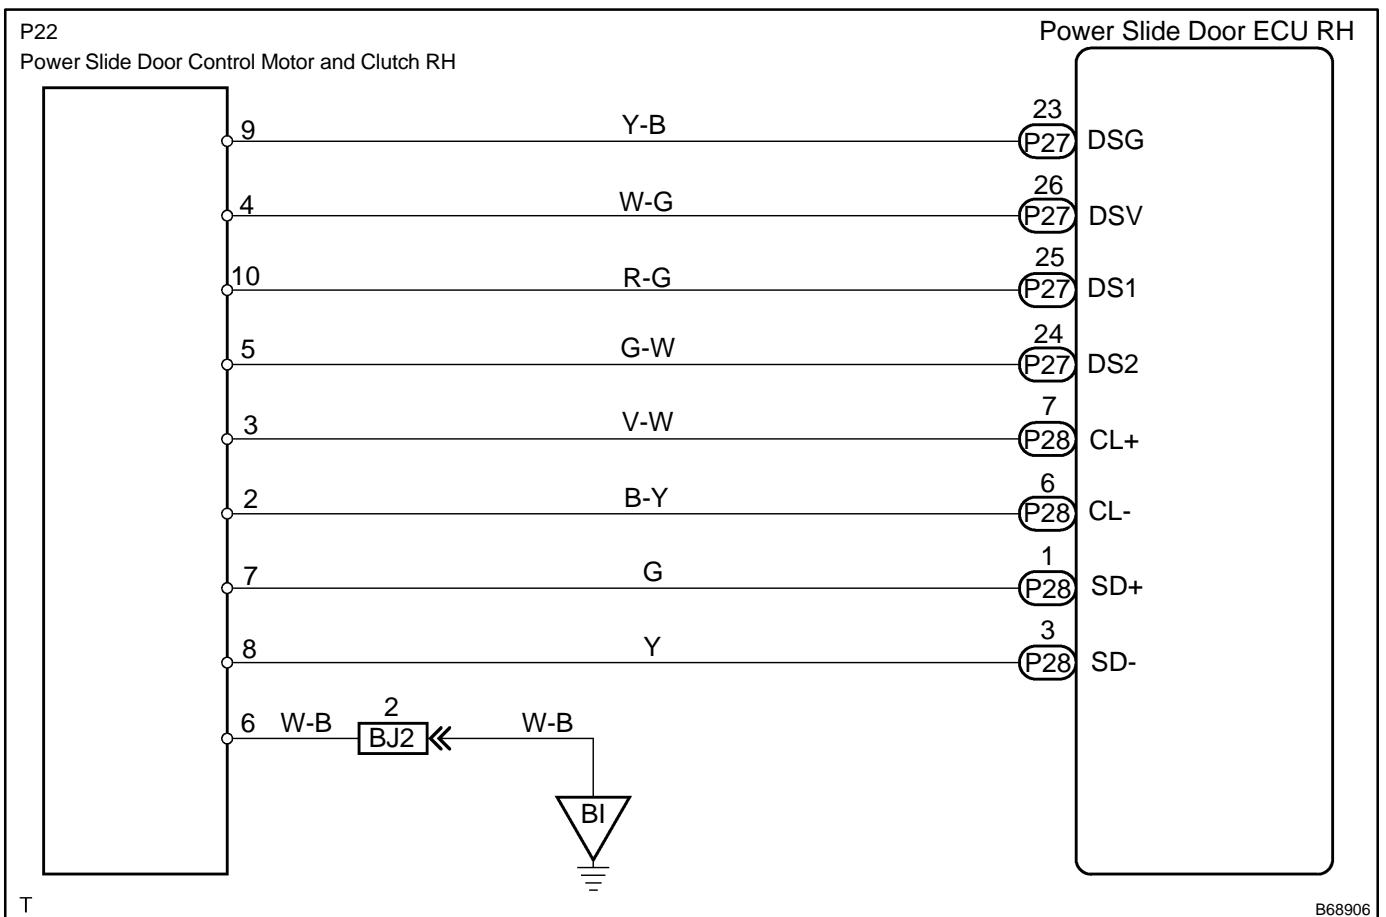 P22
Power Slide Door ECU RH
Power Slide Door Control Motor and Clutch RH
9 Y-B 23 P27 DSG
4 W-G 26 P27 DSV
10 R-G 25 P27 DS1
5 G-W 24 P27 DS2
3 V-W 7 P28 CL+
2 B-Y 6 P28 CL-
7 G 1 P28 SD+
8 Y 3 P28 SD-
6 W-B 2 BJ2 W-B
BI
T
B68906